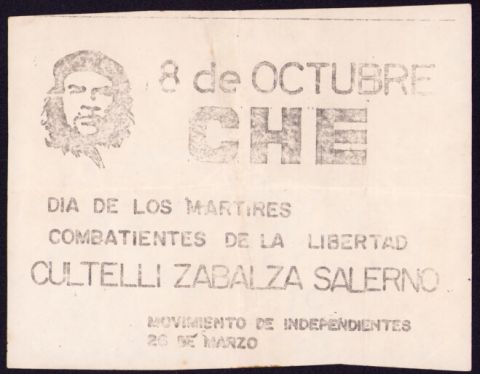 8 de OCTUBRE
CHE
DIA DE LOS MARTIRES
COMBATIENTES DE LA LIBERTAD
CULTELLI ZABALZA SALERNO
MOVIMIENTO DE INDEPENDIENTES
26 DE MARZO